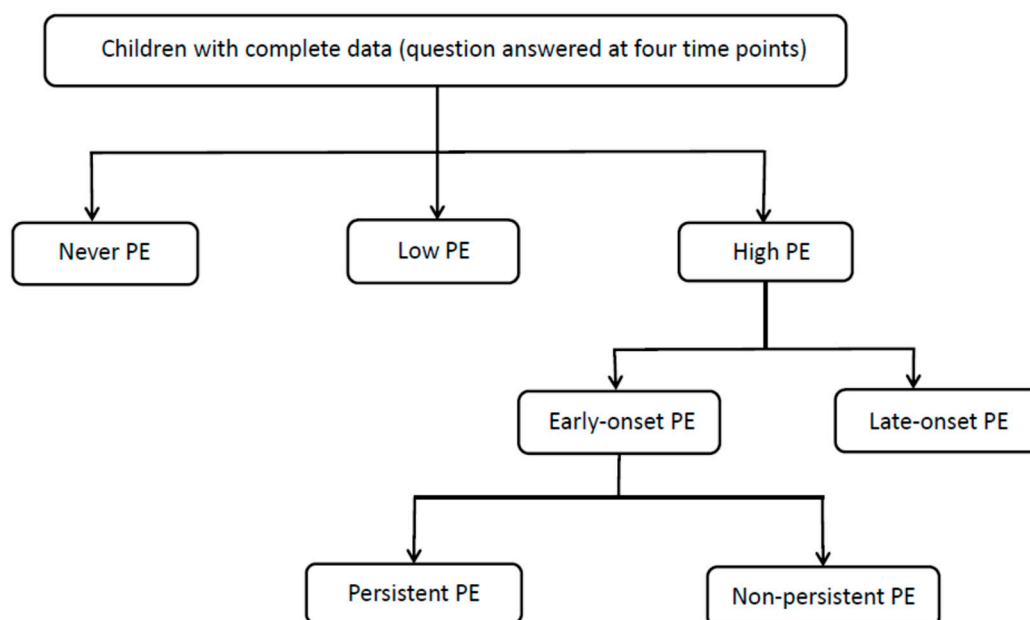 Children with complete data (question answered at four time points)
Never PE
Low PE
High PE
Early-onset PE
Late-onset PE
Persistent PE
Non-persistent PE